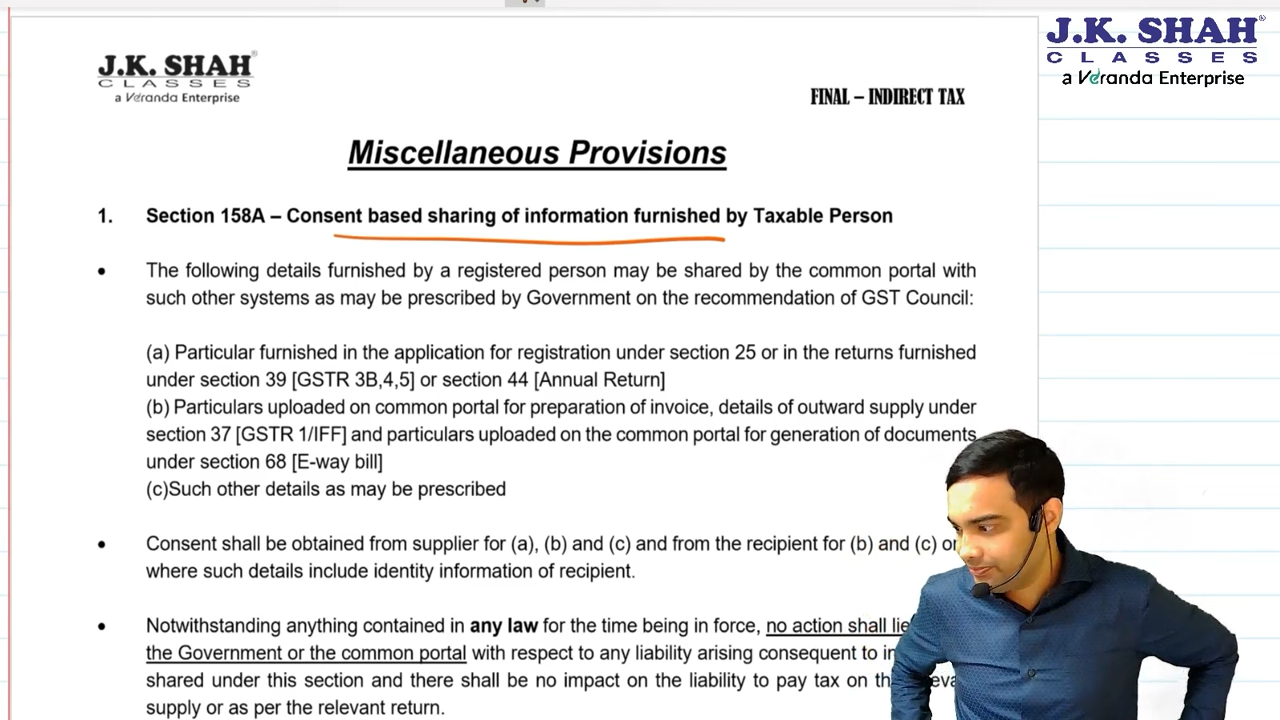 J.K. SHAH®
CLASSES
a Veranda Enterprise
J.K. SHAH®
CLASSES
a Veranda Enterprise
FINAL – INDIRECT TAX
Miscellaneous Provisions
1. Section 158A – Consent based sharing of information furnished by Taxable Person
• The following details furnished by a registered person may be shared by the common portal with
such other systems as may be prescribed by Government on the recommendation of GST Council:
(a) Particular furnished in the application for registration under section 25 or in the returns furnished
under section 39 [GSTR 3B,4,5] or section 44 [Annual Return]
(b) Particulars uploaded on common portal for preparation of invoice, details of outward supply under
section 37 [GSTR 1/IFF] and particulars uploaded on the common portal for generation of documents
under section 68 [E-way bill]
(c)Such other details as may be prescribed
• Consent shall be obtained from supplier for (a), (b) and (c) and from the recipient for (b) and (c)
where such details include identity information of recipient.
• Notwithstanding anything contained in any law for the time being in force, no action shall lie
the Government or the common portal with respect to any liability arising consequent to
shared under this section and there shall be no impact on the liability to pay tax on
supply or as per the relevant return.